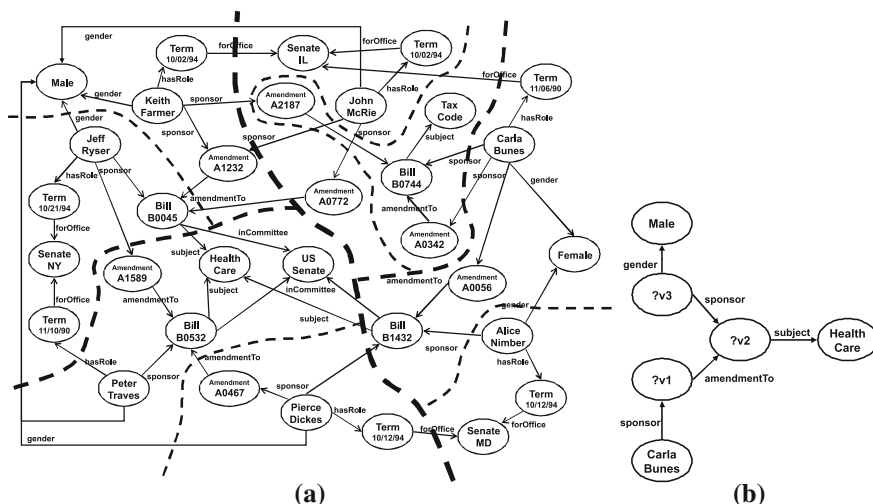 gender
Term
10/02/94
forOffice
Senate
IL
forOffice
Term
10/02/94
forOffice
Term
11/06/90
Male
hasRole
gender
Keith
Farmer
sponsor
Amendment
A2187
John
McRie
hasRole
Tax
Code
hasRole
gender
Jeff
Ryser
sponsor
sponsor
sponsor
subject
Carla
Bunes
hasRole
sponsor
Amendment
A1232
Bill
B0744
sponsor
sponsor
gender
Term
10/21/94
Bill
B0045
amendmentTo
Amendment
A0772
amendmentTo
forOffice
inCommittee
Amendment
A0342
Female
Senate
NY
Amendment
A1589
subject
Health
Care
US
Senate
amendmentTo
Amendment
A0056
forOffice
amendmentTo
subject
inCommittee
gender
Term
11/10/90
Bill
B0532
subject
Bill
B1432
sponsor
Alice
Nimber
hasRole
hasRole
Peter
Traves
sponsor
amendmentTo
Amendment
A0467
sponsor
Pierce
Dickes
hasRole
Term
10/12/94
gender
Term
10/12/94
forOffice
Senate
MD
forOffice
(a)
Male
gender
?v3
sponsor
?v2
subject
Health
Care
?v1
amendmentTo
sponsor
Carla
Bunes
(b)